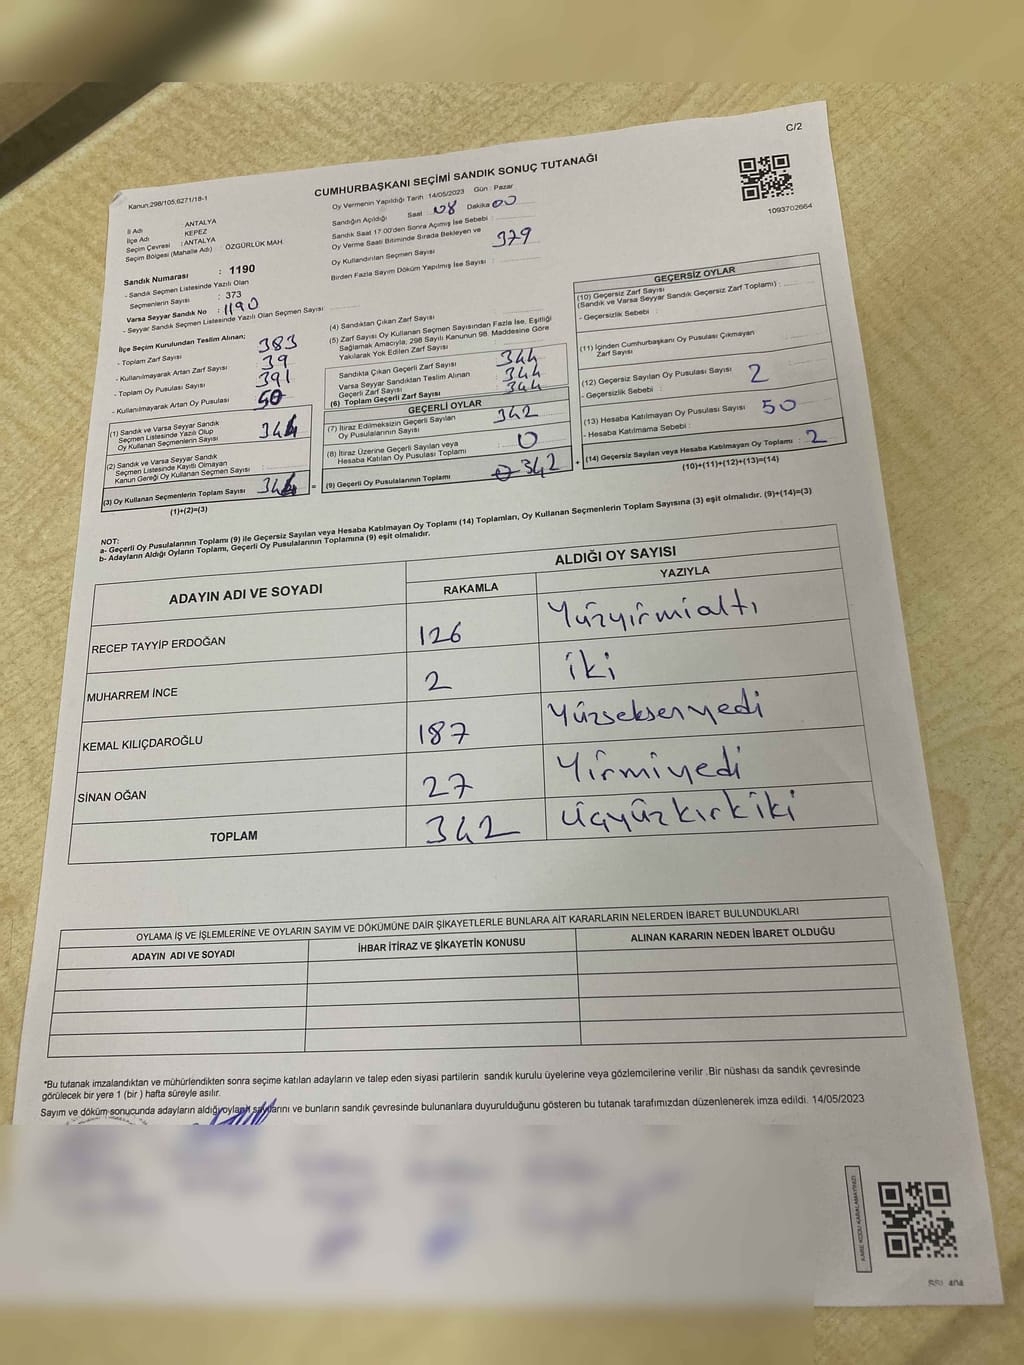 C/2
Kanun:298/105,6271/18-1
CUMHURBAŞKANI SEÇİMİ SANDIK SONUÇ TUTANAĞI
1093702664
İl Adı ANTALYA
İlçe Adı KEPEZ
Seçim Çevresi : ANTALYA
Seçim Bölgesi (Mahalle Adı) : ÖZGÜRLÜK MAH.
Sandık Numarası : 1190
- Sandık Seçmen Listesinde Yazılı Olan
Seçmenlerin Sayısı : 373
Varsa Seyyar Sandık No : 1190
- Seyyar Sandık Seçmen Listesinde Yazılı Olan Seçmen Sayısı :
Oy Vermenin Yapıldığı Tarih 14/05/2023 Gün : Pazar
Sandığın Açıldığı Saat 08 Dakika 00
Sandık Saat 17:00'den Sonra Açımış İse Sebebi :
Oy Verme Saati Bitiminde Sırada Bekleyen ve
Oy Kullandırılan Seçmen Sayısı 379
Birden Fazla Sayım Döküm Yapılmış İse Sayısı :
İlçe Seçim Kurulundan Teslim Alınan;
- Toplam Zarf Sayısı 383
- Kullanılmayarak Artan Zarf Sayısı 39
- Toplam Oy Pusulası Sayısı 391
- Kullanılmayarak Artan Oy Pusulası 50
(1) Sandık ve Varsa Seyyar Sandık
Seçmen Listesinde Yazılı Olup
Oy Kullanan Seçmenlerin Sayısı 344
(2) Sandık ve Varsa Seyyar Sandık
Seçmen Listesinde Kayıtlı Olmayan
Kanun Gereği Oy Kullanan Seçmen Sayısı
(3) Oy Kullanan Seçmenlerin Toplam Sayısı 344
(1)+(2)=(3)
(4) Sandıktan Çıkan Zarf Sayısı
(5) Zarf Sayısı Oy Kullanan Seçmen Sayısından Fazla İse, Eşitliği
Sağlamak Amacıyla, 298 Sayılı Kanunun 98. Maddesine Göre
Yakılarak Yok Edilen Zarf Sayısı
Sandıkta Çıkan Geçerli Zarf Sayısı : 344
Varsa Seyyar Sandıktan Teslim Alınan
Geçerli Zarf Sayısı : 344
(6) Toplam Geçerli Zarf Sayısı : 344
GEÇERLİ OYLAR
(7) İtiraz Edilmeksizin Geçerli Sayılan
Oy Pusulalarının Sayısı 342
(8) İtiraz Üzerine Geçerli Sayılan veya
Hesaba Katılan Oy Pusulası Toplamı 0
= (9) Geçerli Oy Pusulalarının Toplamı 342 +
GEÇERSİZ OYLAR
(10) Geçersiz Zarf Sayısı
(Sandık ve Varsa Seyyar Sandık Geçersiz Zarf Toplamı) :
- Geçersizlik Sebebi :
(11) İçinden Cumhurbaşkanı Oy Pusulası Çıkmayan
Zarf Sayısı
(12) Geçersiz Sayılan Oy Pusulası Sayısı : 2
- Geçersizlik Sebebi :
(13) Hesaba Katılmayan Oy Pusulası Sayısı : 50
- Hesaba Katılmama Sebebi :
(14) Geçersiz Sayılan veya Hesaba Katılmayan Oy Toplamı : 2
(10)+(11)+(12)+(13)=(14)
NOT:
a- Geçerli Oy Pusulalarının Toplamı (9) ile Geçersiz Sayılan veya Hesaba Katılmayan Oy Toplamı (14) Toplamları, Oy Kullanan Seçmenlerin Toplam Sayısına (3) eşit olmalıdır. (9)+(14)=(3)
b- Adayların Aldığı Oyların Toplamı, Geçerli Oy Pusulalarının Toplamına (9) eşit olmalıdır.
ADAYIN ADI VE SOYADI ALDIĞI OY SAYISI
RAKAMLA YAZIYLA
RECEP TAYYİP ERDOĞAN 126 Yüzyirmialtı
MUHARREM İNCE 2 iki
KEMAL KILIÇDAROĞLU 187 Yüzseksenyedi
SİNAN OĞAN 27 Yirmiyedi
TOPLAM 342 üçyüzkırkiki
OYLAMA İŞ VE İŞLEMLERİNE VE OYLARIN SAYIM VE DÖKÜMÜNE DAİR ŞİKAYETLERLE BUNLARA AİT KARARLARIN NELERDEN İBARET BULUNDUKLARI
ADAYIN ADI VE SOYADI İHBAR İTİRAZ VE ŞİKAYETİN KONUSU ALINAN KARARIN NEDEN İBARET OLDUĞU
*Bu tutanak imzalandıktan ve mühürlendikten sonra seçime katılan adayların ve talep eden siyasi partilerin sandık kurulu üyelerine veya gözlemcilerine verilir .Bir nüshası da sandık çevresinde
görülecek bir yere 1 (bir ) hafta süreyle asılır.
Sayım ve döküm sonucunda adayların aldığı oyların sayılarını ve bunların sandık çevresinde bulunanlara duyurulduğunu gösteren bu tutanak tarafımızdan düzenlenerek imza edildi. 14/05/2023
KARE KODU KARALAMAYINIZ!